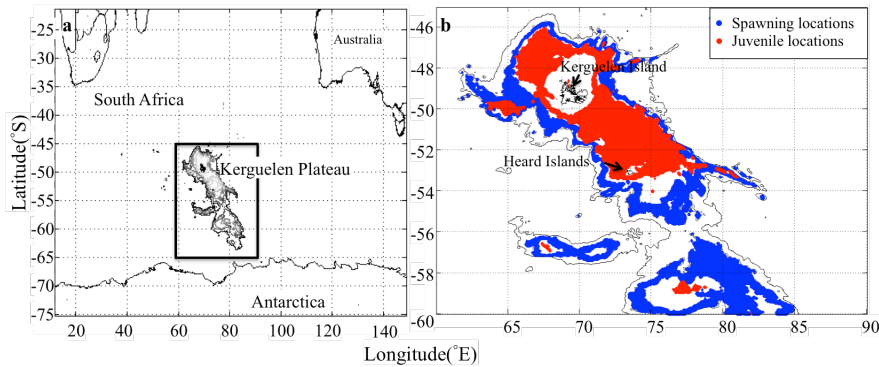 a
Australia
South Africa
Kerguelen Plateau
Antarctica
-25
-30
-35
-40
-45
-50
-55
-60
-65
-70
-75
20
40
60
80
100
120
140
Latitude(°S)
Longitude(°E)
b
Spawning locations
Juvenile locations
Kerguelen Island
Heard Islands
-46
-48
-50
-52
-54
-56
-58
-60
65
70
75
80
85
90